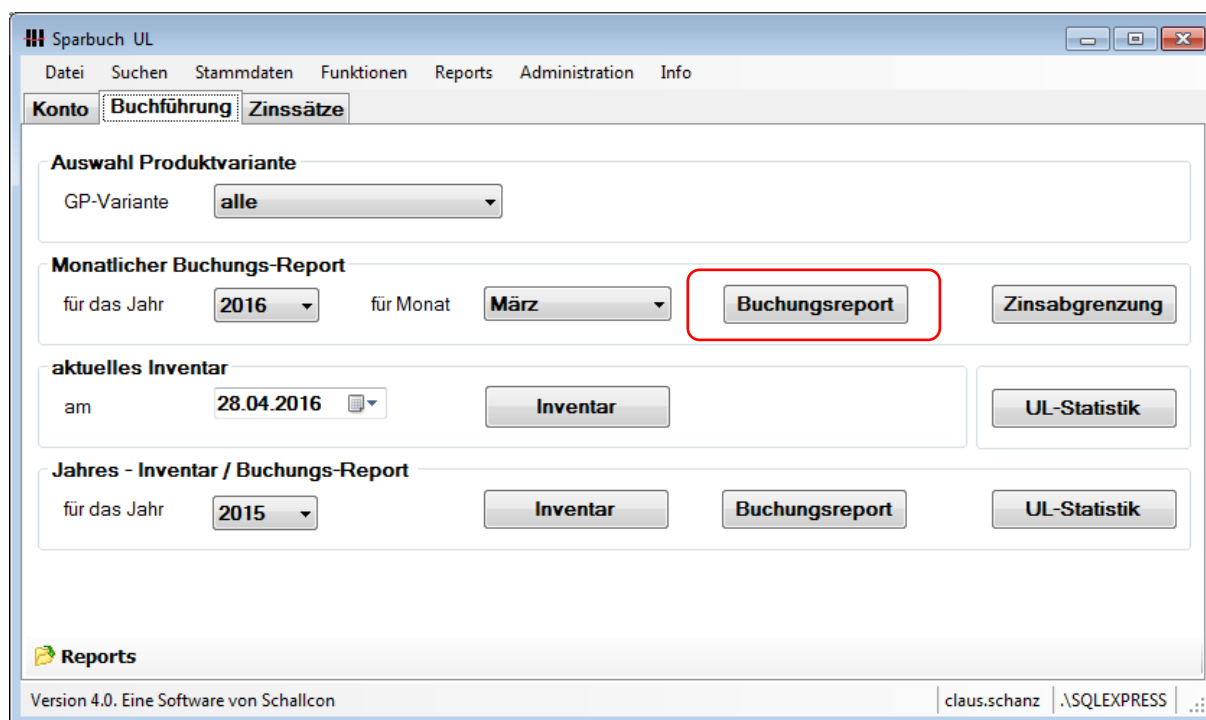 Sparbuch UL
Datei Suchen Stammdaten Funktionen Reports Administration Info
Konto Buchführung Zinssätze
Auswahl Produktvariante
GP-Variante alle
Monatlicher Buchungs-Report
für das Jahr 2016 für Monat März Buchungsreport Zinsabgrenzung
aktuelles Inventar
am 28.04.2016 Inventar UL-Statistik
Jahres - Inventar / Buchungs-Report
für das Jahr 2015 Inventar Buchungsreport UL-Statistik
Reports
Version 4.0. Eine Software von Schallcon claus.schanz .\SQLEXPRESS